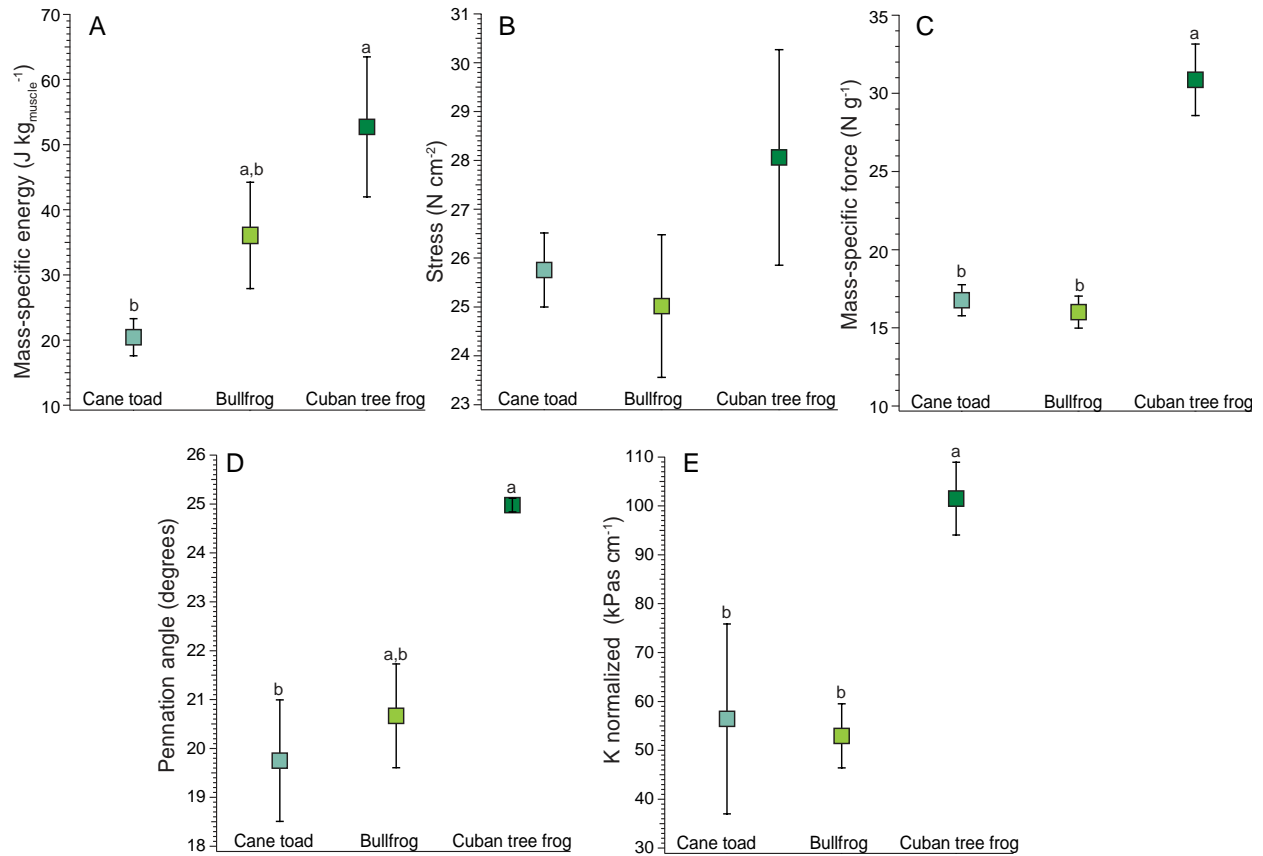 A
Mass-specific energy (J kg_muscle^-1)
70
60
50
40
30
20
10
b
a,b
a
Cane toad
Bullfrog
Cuban tree frog
B
Stress (N cm^-2)
31
30
29
28
27
26
25
24
23
Cane toad
Bullfrog
Cuban tree frog
C
Mass-specific force (N g^-1)
35
30
25
20
15
10
b
b
a
Cane toad
Bullfrog
Cuban tree frog
D
Pennation angle (degrees)
26
25
24
23
22
21
20
19
18
b
a,b
a
Cane toad
Bullfrog
Cuban tree frog
E
K normalized (kPas cm^-1)
110
100
90
80
70
60
50
40
30
b
b
a
Cane toad
Bullfrog
Cuban tree frog